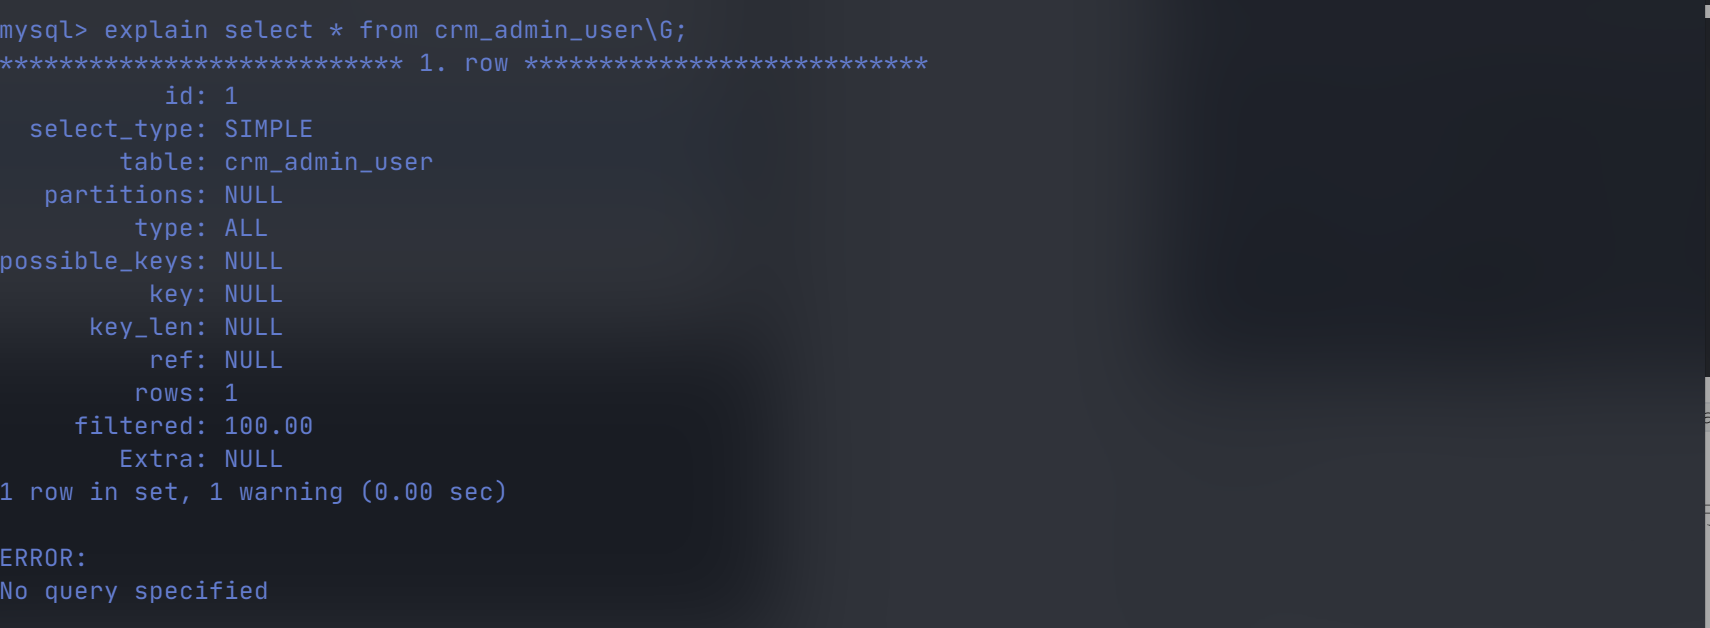 mysql> explain select * from crm_admin_user\G;
*************************** 1. row ***************************
id: 1
select_type: SIMPLE
table: crm_admin_user
partitions: NULL
type: ALL
possible_keys: NULL
key: NULL
key_len: NULL
ref: NULL
rows: 1
filtered: 100.00
Extra: NULL
1 row in set, 1 warning (0.00 sec)
ERROR:
No query specified